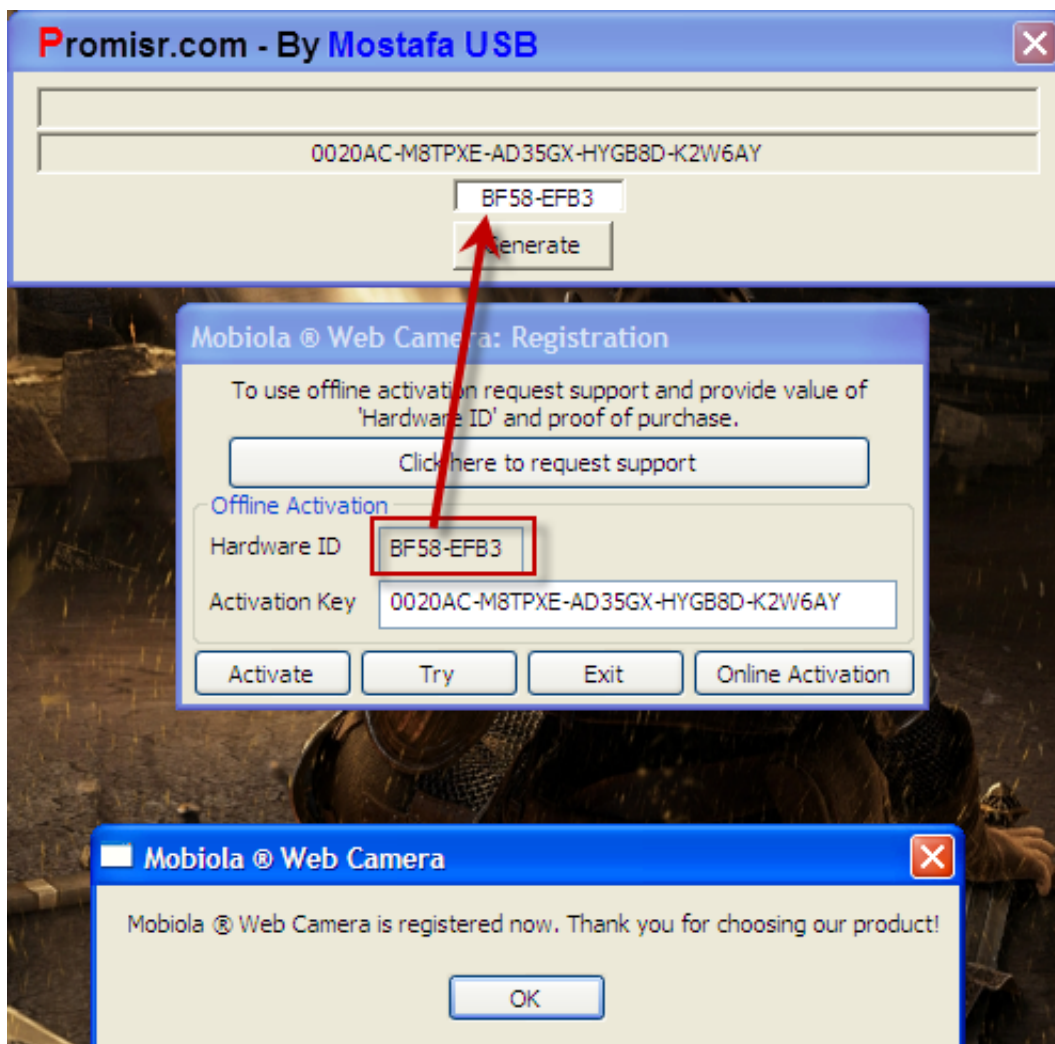 Promisr.com - By Mostafa USB
0020AC-M8TPXE-AD35GX-HYGB8D-K2W6AY
BF58-EFB3
Generate
Mobiola ® Web Camera: Registration
To use offline activation request support and provide value of
'Hardware ID' and proof of purchase.
Click here to request support
Offline Activation
Hardware ID BF58-EFB3
Activation Key 0020AC-M8TPXE-AD35GX-HYGB8D-K2W6AY
Activate Try Exit Online Activation
Mobiola ® Web Camera
Mobiola ® Web Camera is registered now. Thank you for choosing our product!
OK